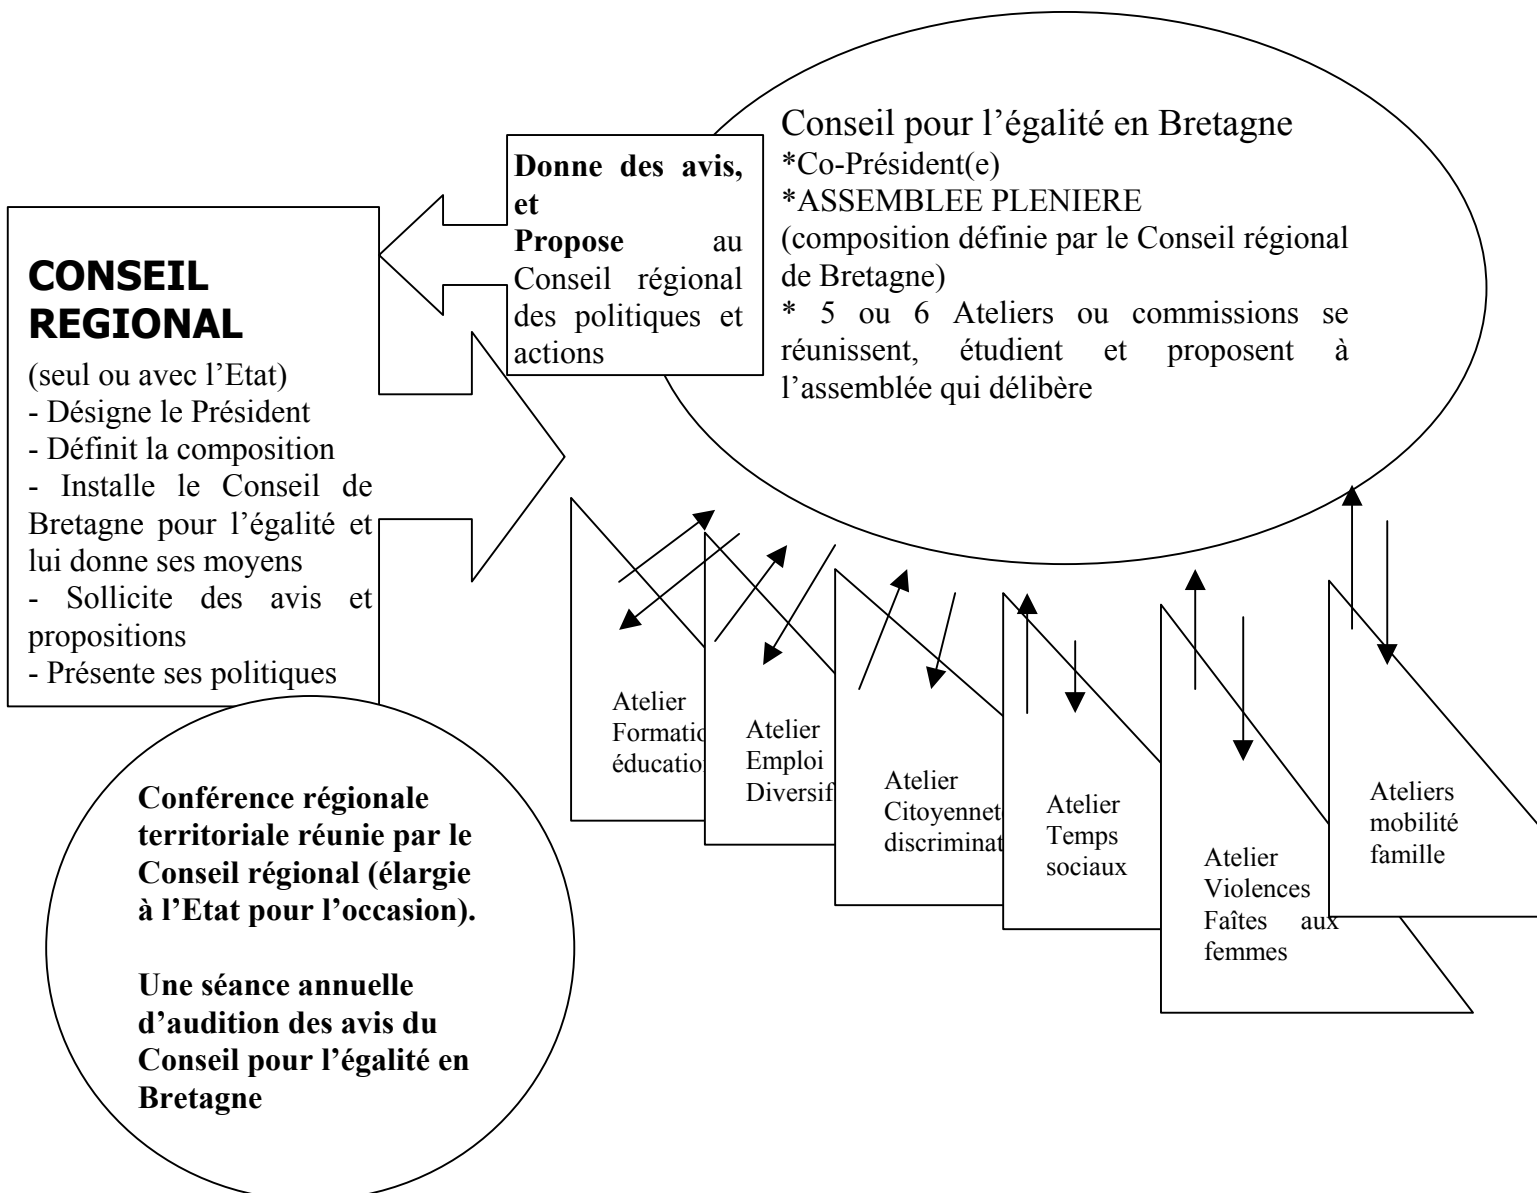 Conseil pour l’égalité en Bretagne
*Co-Président(e)
*ASSEMBLEE PLENIERE
(composition définie par le Conseil régional
de Bretagne)
* 5 ou 6 Ateliers ou commissions se
réunissent, étudient et proposent à
l’assemblée qui délibère
Donne des avis,
et
Propose au
Conseil régional
des politiques et
actions
CONSEIL
REGIONAL
(seul ou avec l’Etat)
- Désigne le Président
- Définit la composition
- Installe le Conseil de
Bretagne pour l’égalité et
lui donne ses moyens
- Sollicite des avis et
propositions
- Présente ses politiques
Conférence régionale
territoriale réunie par le
Conseil régional (élargie
à l’Etat pour l’occasion).
Une séance annuelle
d’audition des avis du
Conseil pour l’égalité en
Bretagne
Atelier
Formatio
éducatio
Atelier
Emploi
Diversif
Atelier
Citoyennet
discriminat
Atelier
Temps
sociaux
Atelier
Violences
Faîtes aux
femmes
Ateliers
mobilité
famille